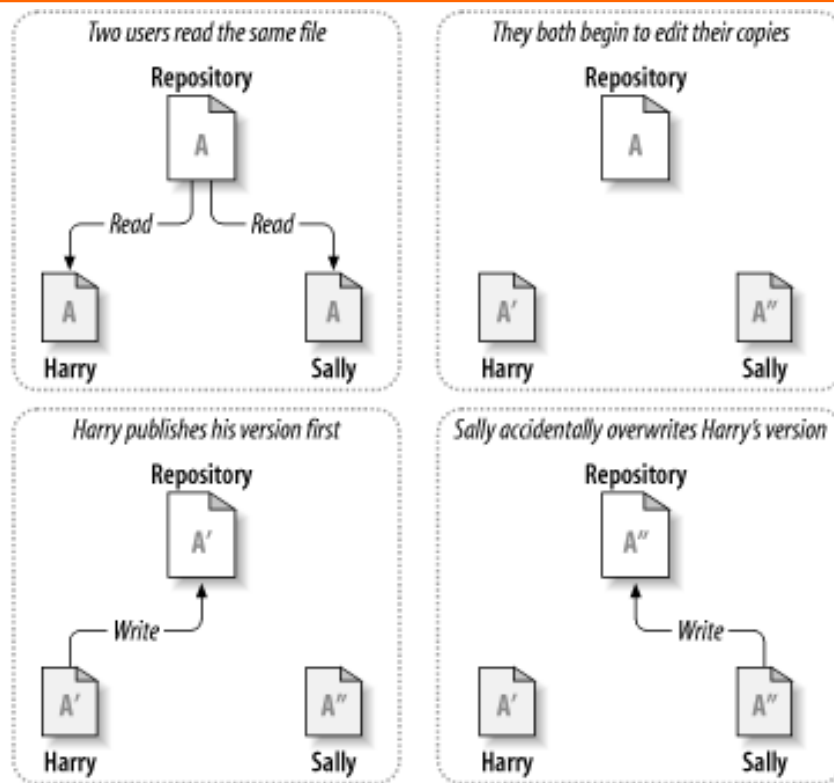 Two users read the same file
Repository
A
Read
Read
A
A
Harry
Sally
They both begin to edit their copies
Repository
A
A′
A″
Harry
Sally
Harry publishes his version first
Repository
A′
Write
A′
A″
Harry
Sally
Sally accidentally overwrites Harry's version
Repository
A″
Write
A′
A″
Harry
Sally